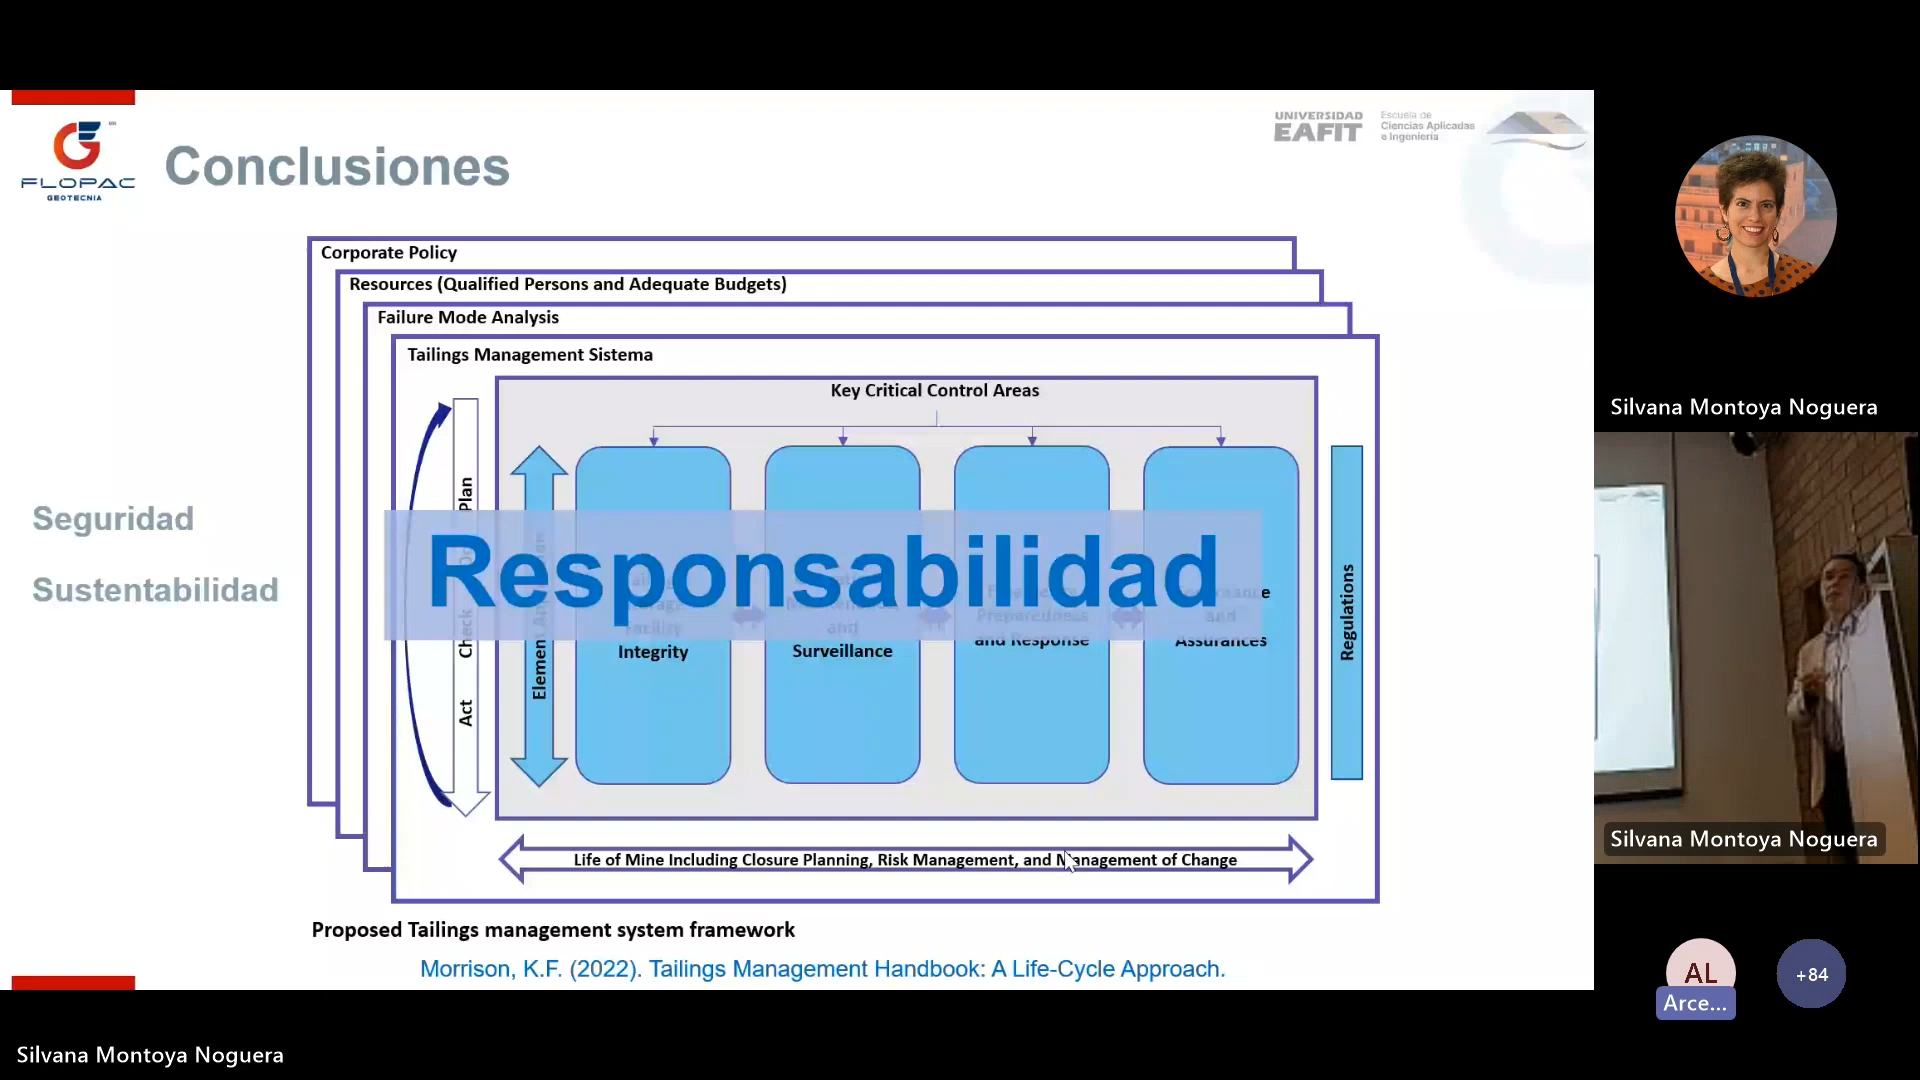 FLOPAC
GEOTECNIA
Conclusiones
UNIVERSIDAD
EAFIT
Escuela de
Ciencias Aplicadas
e Ingeniería
Seguridad
Sustentabilidad
Corporate Policy
Resources (Qualified Persons and Adequate Budgets)
Failure Mode Analysis
Tailings Management Sistema
Key Critical Control Areas
Plan
Check
Act
Responsabilidad
Facility
Integrity
and
Surveillance
Preparedness
and Response
and
Assurances
Regulations
Life of Mine Including Closure Planning, Risk Management, and Management of Change
Proposed Tailings management system framework
Morrison, K.F. (2022). Tailings Management Handbook: A Life-Cycle Approach.
Silvana Montoya Noguera
Silvana Montoya Noguera
AL
Arce...
+84
Silvana Montoya Noguera